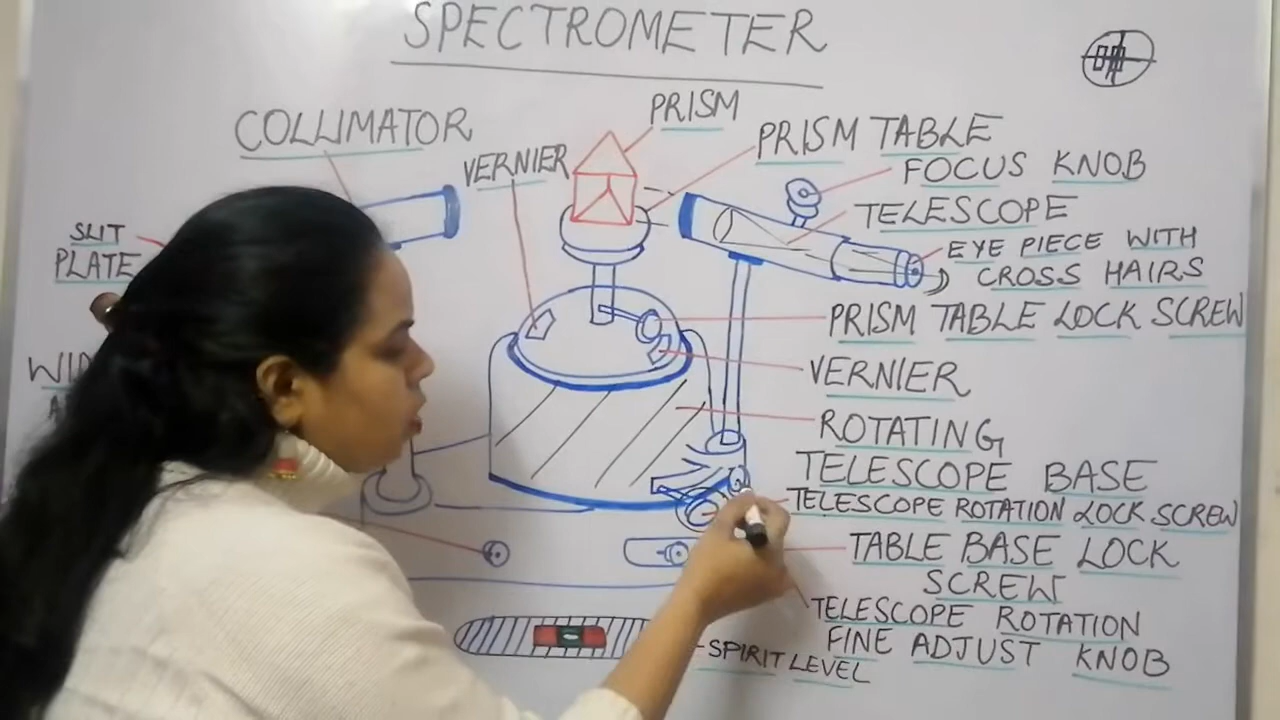 SPECTROMETER
COLLIMATOR
PRISM
VERNIER
PRISM TABLE
FOCUS KNOB
TELESCOPE
SLIT
PLATE
EYE PIECE WITH
CROSS HAIRS
PRISM TABLE LOCK SCREW
VERNIER
ROTATING
TELESCOPE BASE
TELESCOPE ROTATION LOCK SCREW
TABLE BASE LOCK
SCREW
TELESCOPE ROTATION
FINE ADJUST KNOB
SPIRIT LEVEL